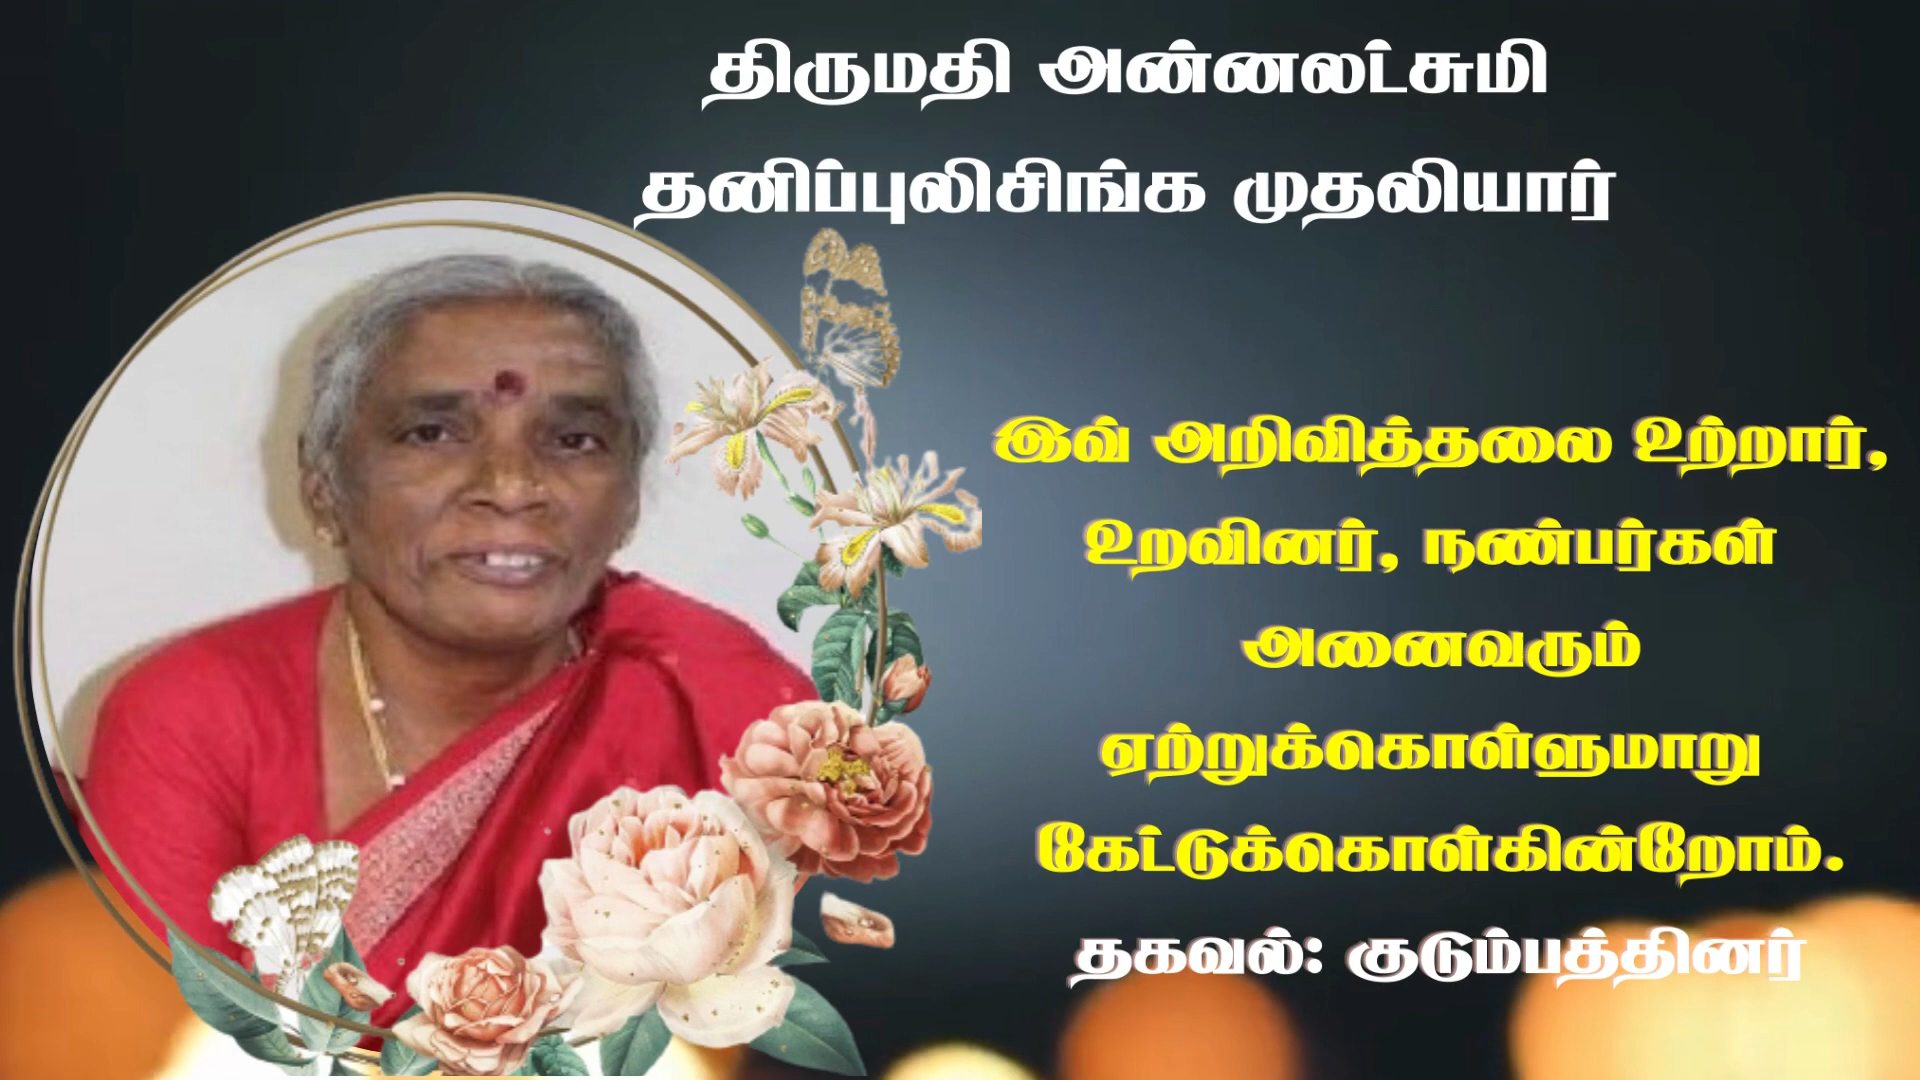 திருமதி அன்னலட்சுமி
தனிப்புலிசிங்க முதலியார்
இவ் அறிவித்தலை உற்றார்,
உறவினர், நண்பர்கள்
அனைவரும்
ஏற்றுக்கொள்ளுமாறு
கேட்டுக்கொள்கின்றோம்.
தகவல்: குடும்பத்தினர்